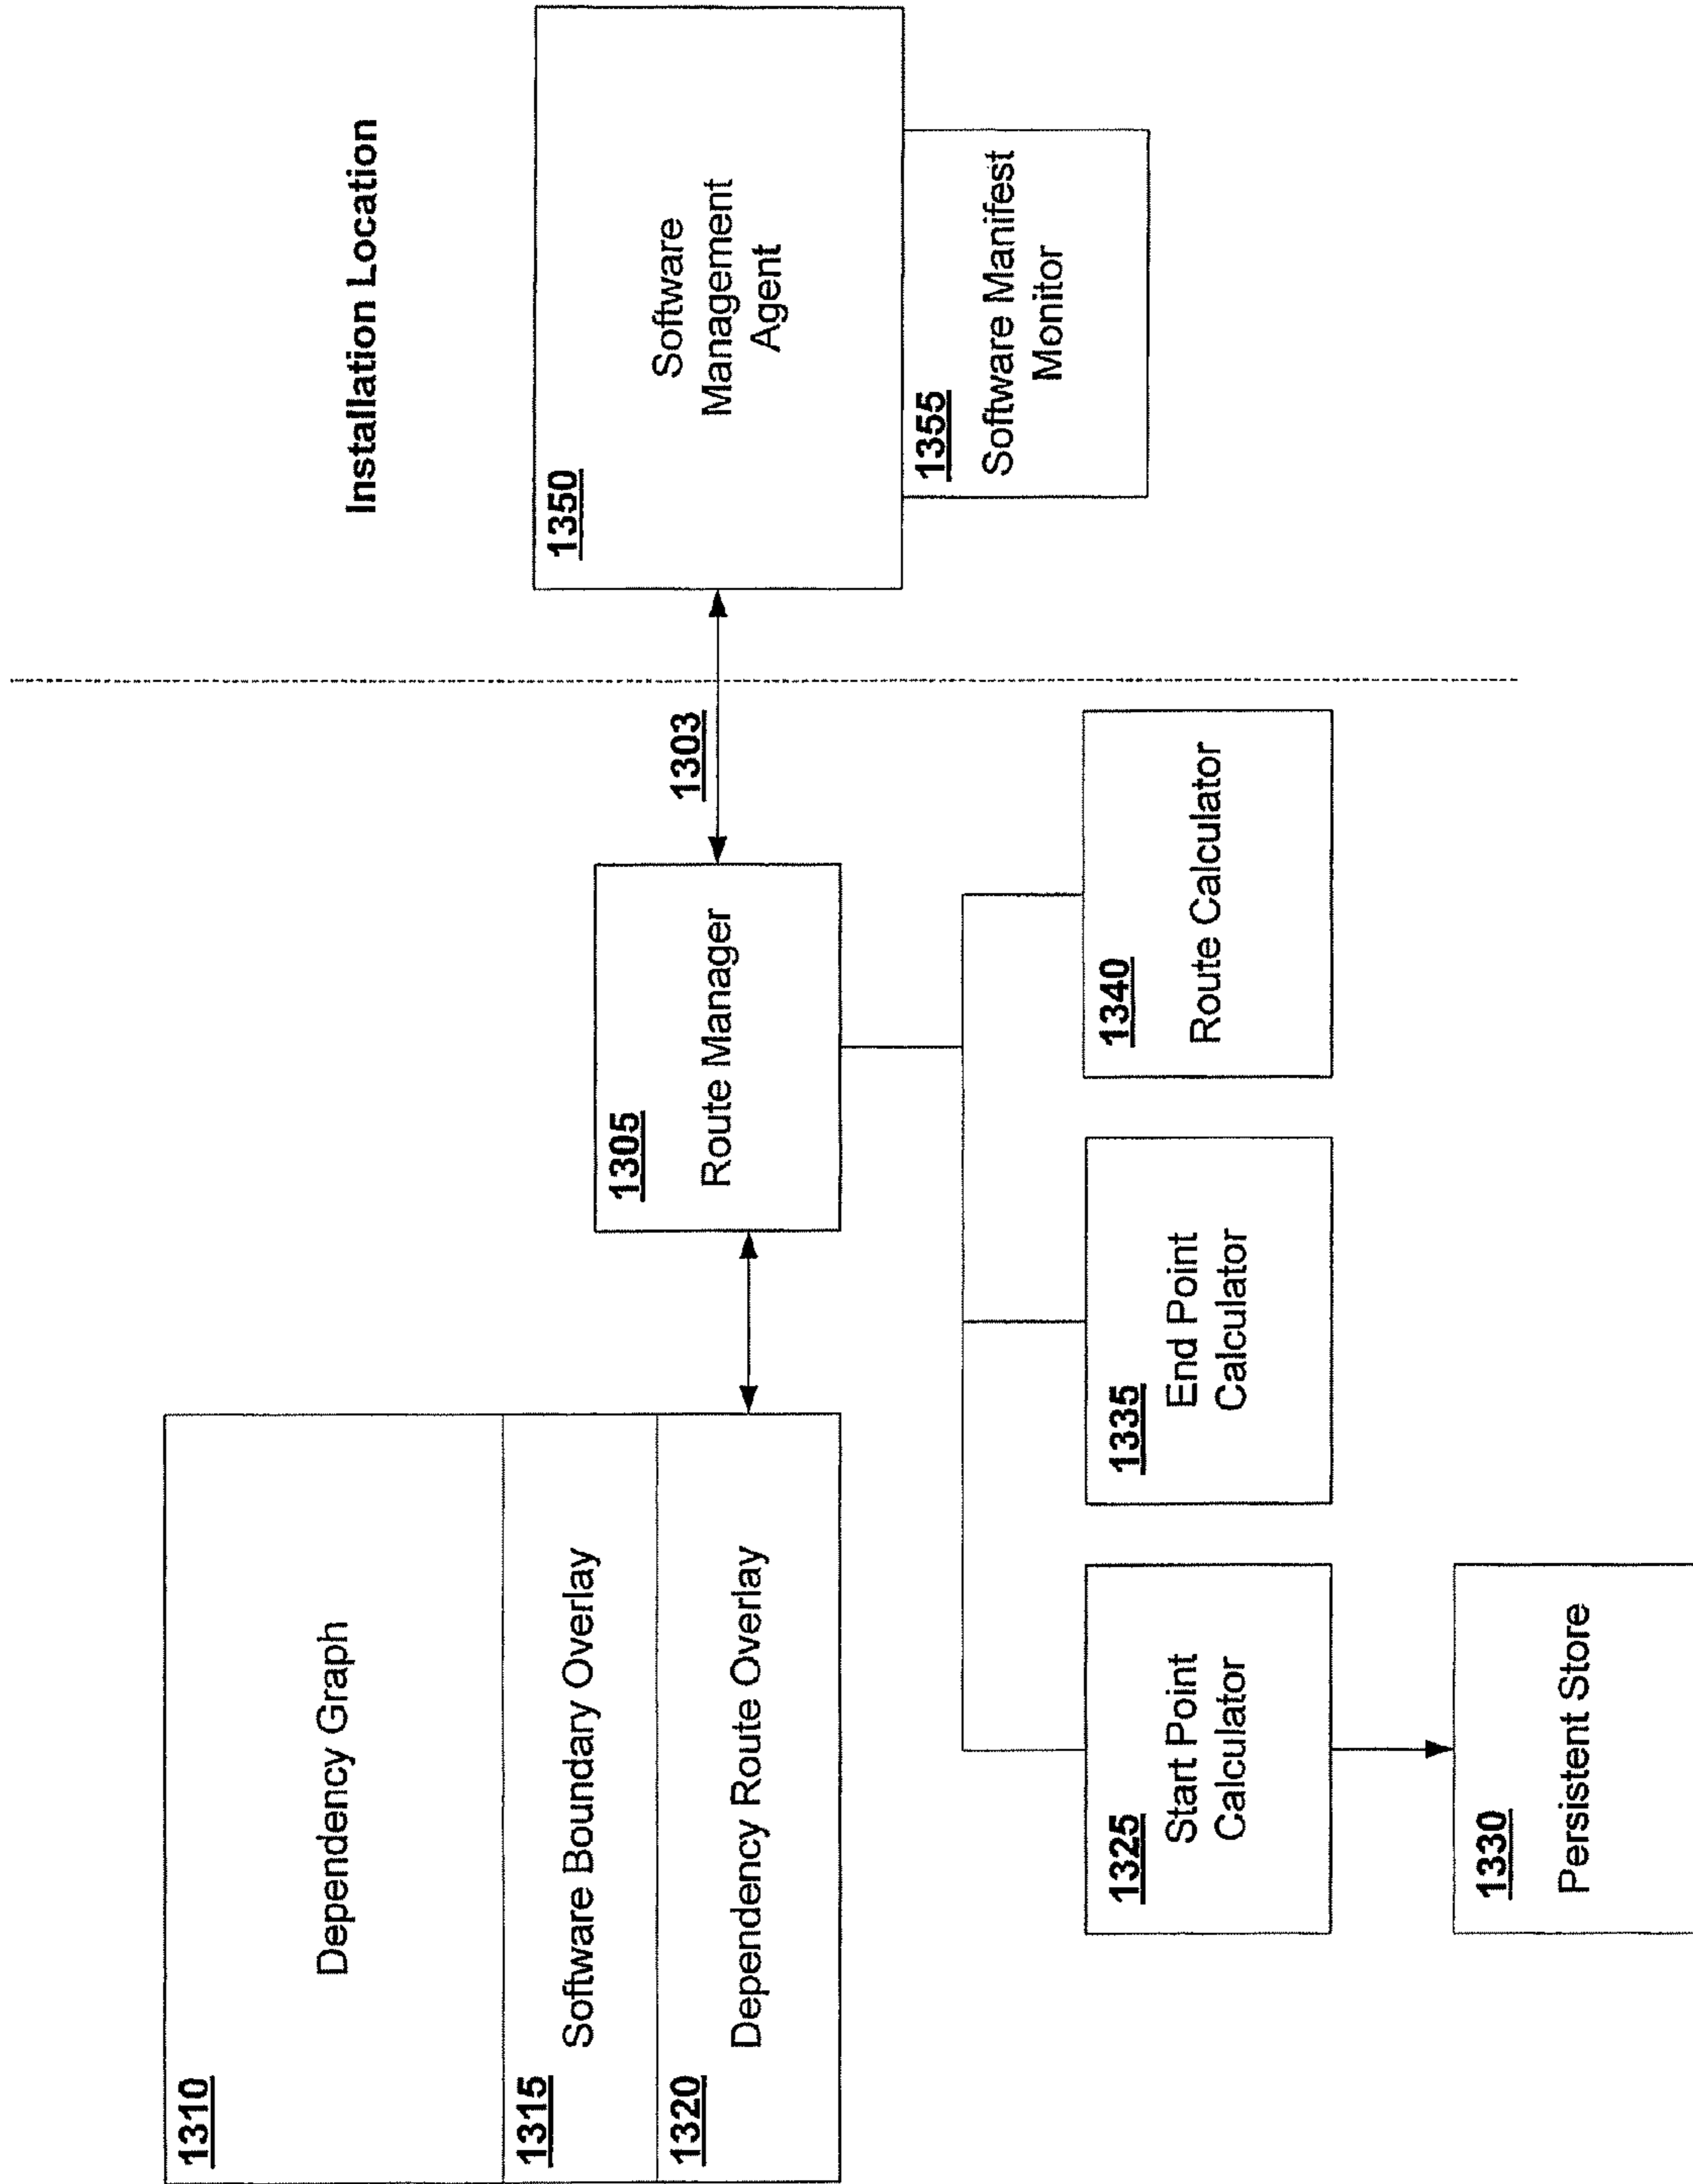 Installation Location
1310
Dependency Graph
1315
Software Boundary Overlay
1320
Dependency Route Overlay
1305
Route Manager
1303
1350
Software
Management
Agent
1355
Software Manifest
Monitor
1325
Start Point
Calculator
1335
End Point
Calculator
1340
Route Calculator
1330
Persistent Store